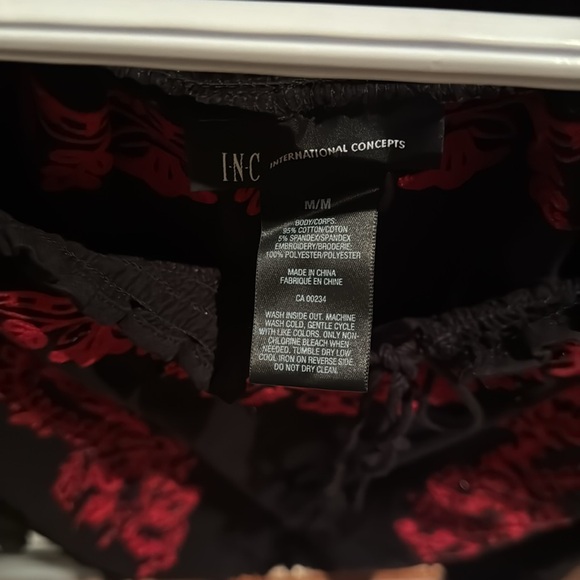 I·N·C INTERNATIONAL CONCEPTS
M/M
BODY/CORPS.
95% COTTON/COTON
5% SPANDEX/SPANDEX
EMBROIDERY/BRODERIE:
100% POLYESTER/POLYESTER
MADE IN CHINA
FABRIQUÉ EN CHINE
CA 00234
WASH INSIDE OUT. MACHINE
WASH COLD, GENTLE CYCLE
WITH LIKE COLORS. ONLY NON-
CHLORINE BLEACH WHEN
NEEDED. TUMBLE DRY LOW.
COOL IRON ON REVERSE SIDE.
DO NOT DRY CLEAN.